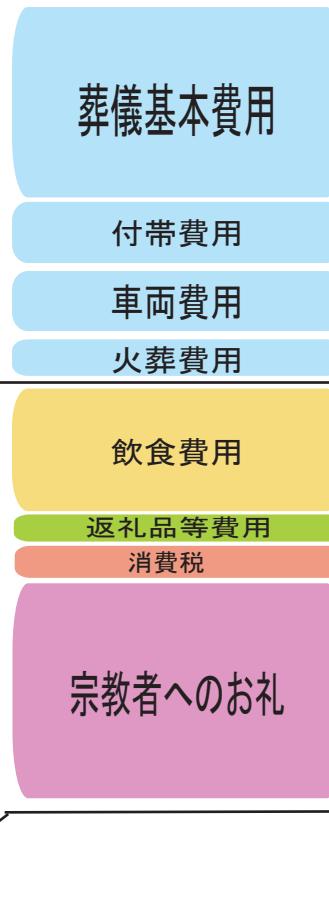 葬儀基本費用
付帯費用
車両費用
火葬費用
飲食費用
返礼品等費用
消費税
宗教者へのお礼